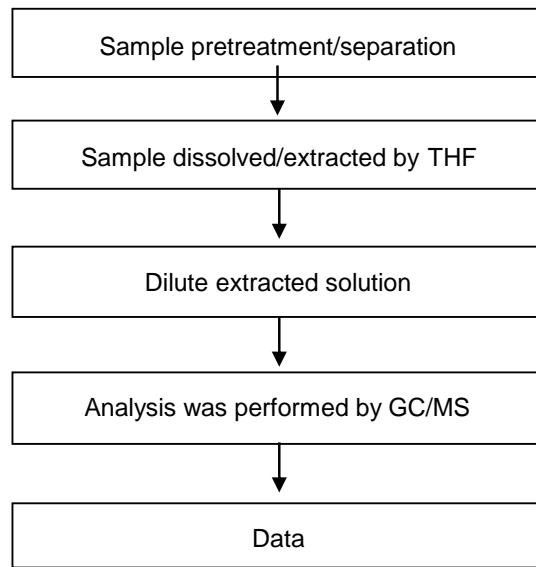 Sample pretreatment/separation
Sample dissolved/extracted by THF
Dilute extracted solution
Analysis was performed by GC/MS
Data